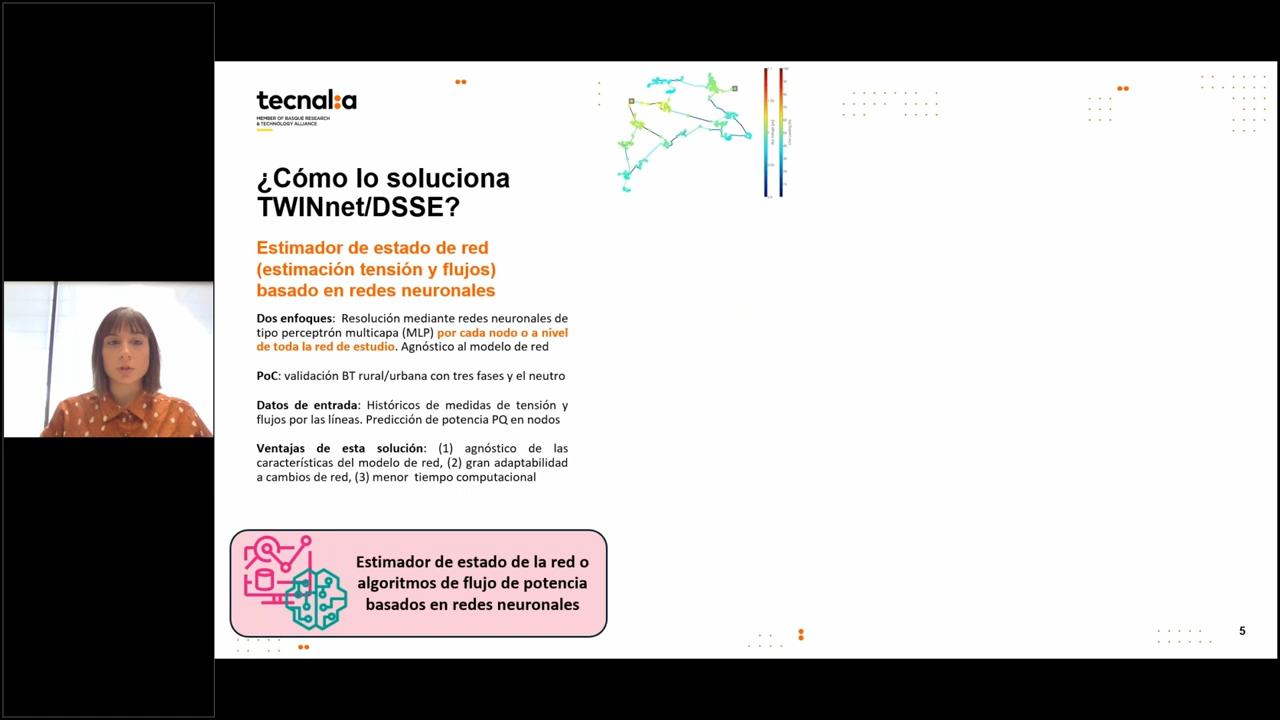 tecnal:a
MEMBER OF BASQUE RESEARCH
& TECHNOLOGY ALLIANCE
¿Cómo lo soluciona
TWINnet/DSSE?
Estimador de estado de red
(estimación tensión y flujos)
basado en redes neuronales
Dos enfoques: Resolución mediante redes neuronales de
tipo perceptrón multicapa (MLP) por cada nodo o a nivel
de toda la red de estudio. Agnóstico al modelo de red
PoC: validación BT rural/urbana con tres fases y el neutro
Datos de entrada: Históricos de medidas de tensión y
flujos por las líneas. Predicción de potencia PQ en nodos
Ventajas de esta solución: (1) agnóstico de las
características del modelo de red, (2) gran adaptabilidad
a cambios de red, (3) menor tiempo computacional
Estimador de estado de la red o
algoritmos de flujo de potencia
basados en redes neuronales
5